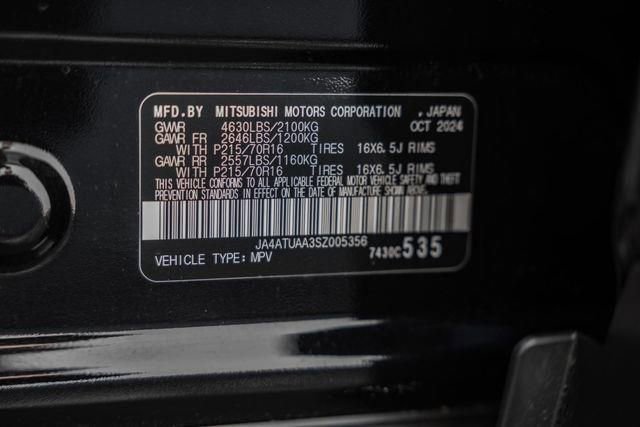 MFD.BY MITSUBISHI MOTORS CORPORATION , JAPAN
GVWR 4630LBS/2100KG OCT 2024
GAWR FR 2646LBS/1200KG
WITH P215/70R16 TIRES 16X6.5J RIMS
GAWR RR 2557LBS/1160KG
WITH P215/70R16 TIRES 16X6.5J RIMS
THIS VEHICLE CONFORMS TO ALL APPLICABLE FEDERAL MOTOR VEHICLE SAFETY AND THEFT
PREVENTION STANDARDS IN EFFECT ON THE DATE OF MANUFACTURE SHOWN ABOVE.
JA4ATUAA3SZ005356
VEHICLE TYPE: MPV 7430C535